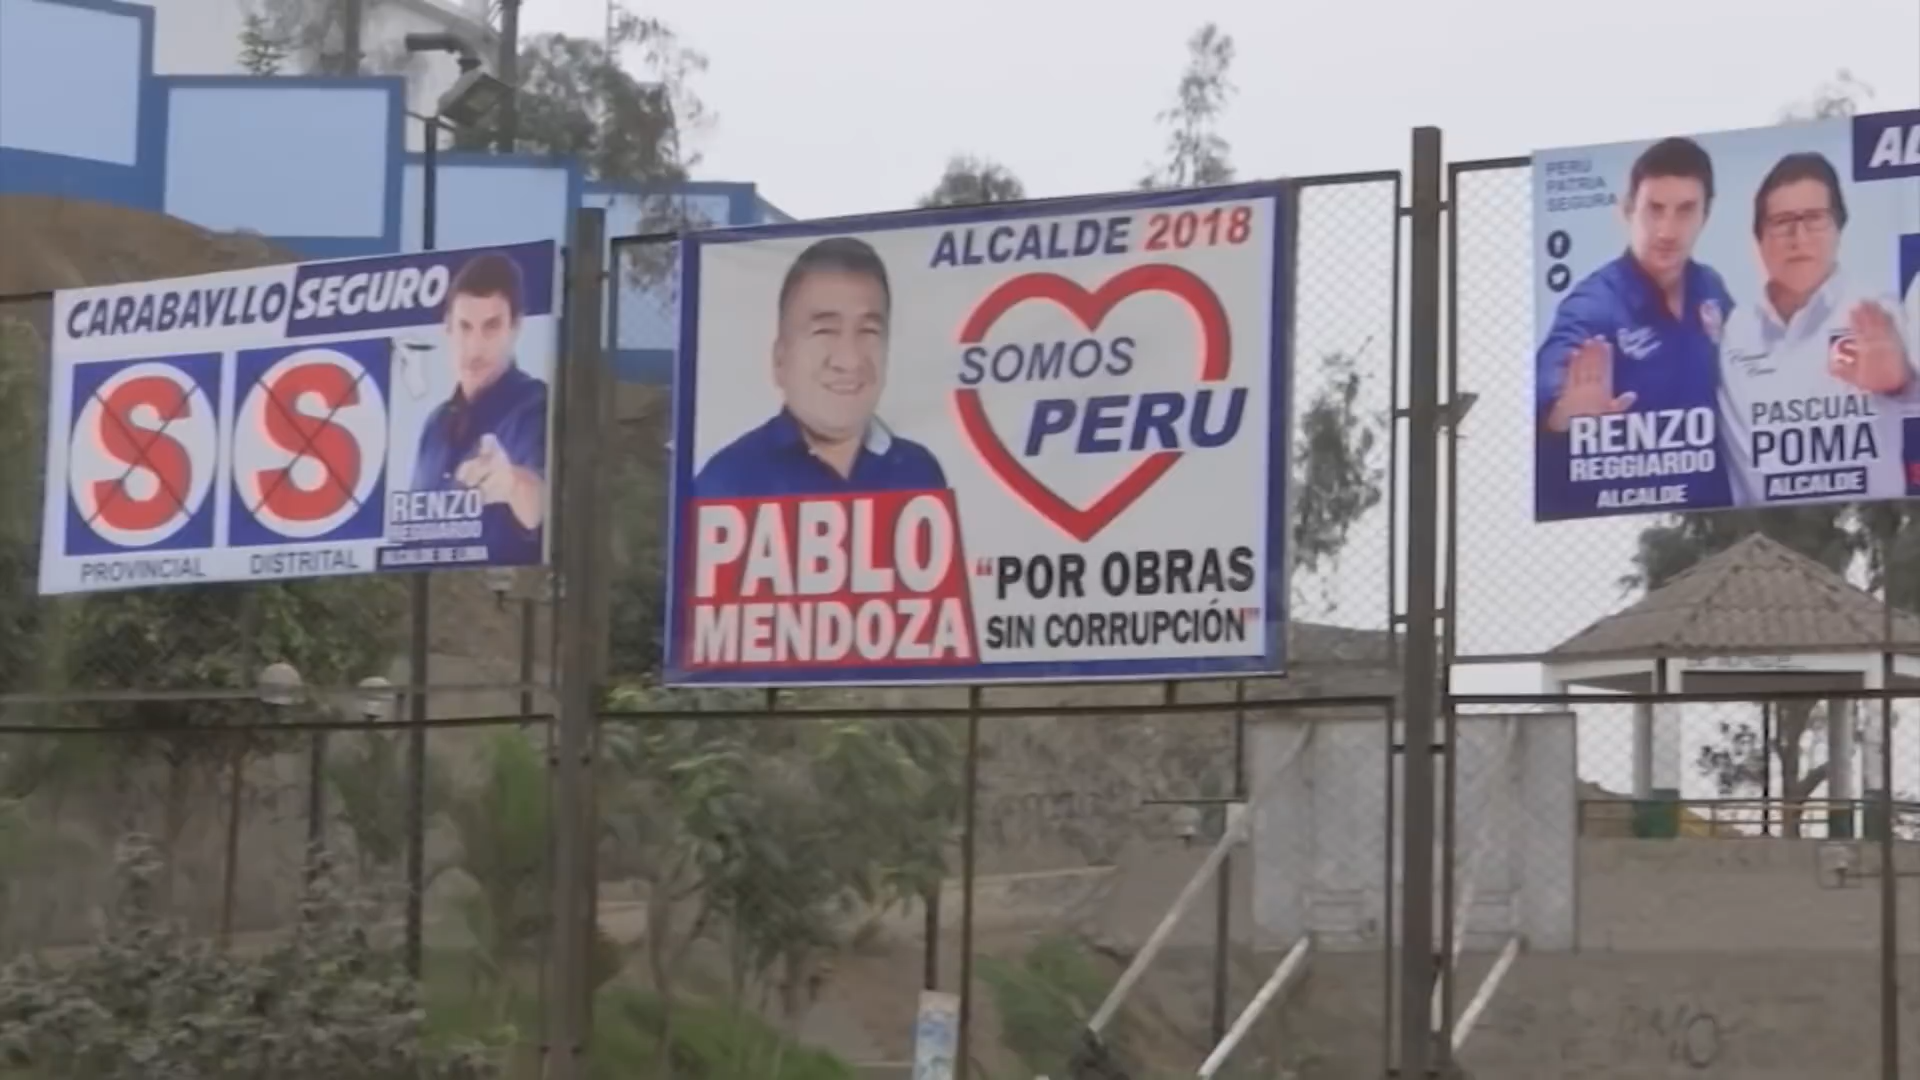 CARABAYLLO SEGURO
S S
PROVINCIAL DISTRITAL
RENZO
REGGIARDO
ALCALDE 2018
SOMOS
PERU
PABLO
MENDOZA
"POR OBRAS
SIN CORRUPCIÓN"
PERU
PATRIA
SEGURA
RENZO
REGGIARDO
ALCALDE
PASCUAL
POMA
ALCALDE
S
AL